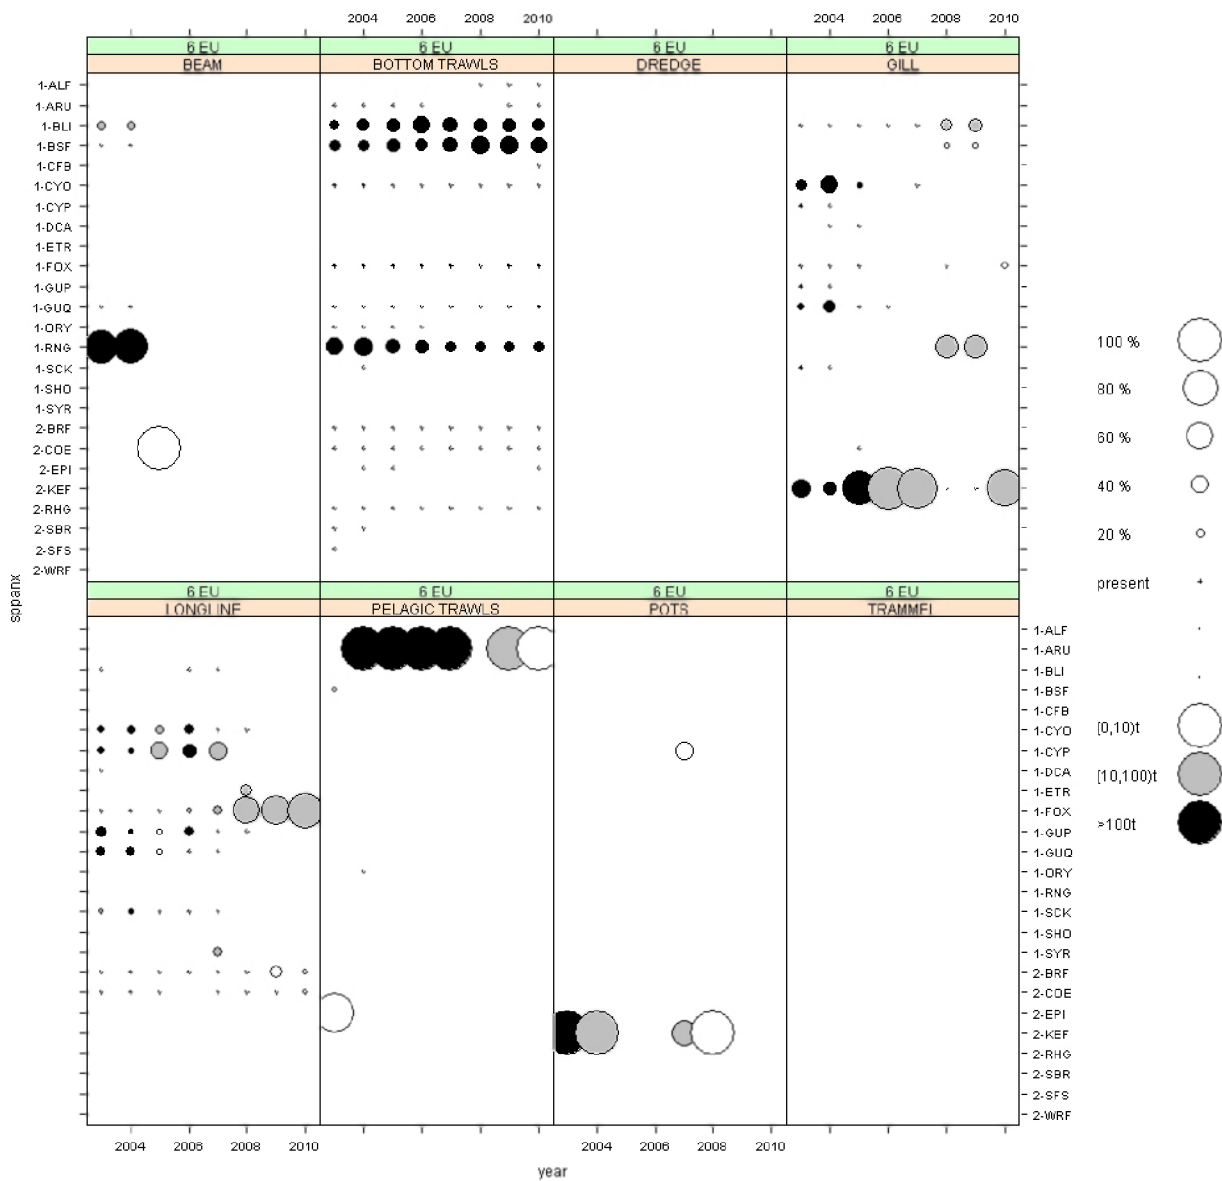 2004 2006 2008 2010 2004 2006 2008 2010
6 EU 6 EU 6 EU 6 EU
BEAM BOTTOM TRAWLS DREDGE GILL
1-ALF
1-ARU
1-BLI
1-BSF
1-CFB
1-CYO
1-CYP
1-DCA
1-ETR
1-FOX
1-GUP
1-GUQ
1-ORY
1-RNG
1-SCK
1-SHO
1-SYR
2-BRF
2-COE
2-EPI
2-KEF
2-RHG
2-SBR
2-SFS
2-WRF
100 %
80 %
60 %
40 %
20 %
present
[0,10)t
[10,100)t
>100t
sppanx
6 EU 6 EU 6 EU 6 EU
LONGLINE PELAGIC TRAWLS POTS TRAMMEL
1-ALF
1-ARU
1-BLI
1-BSF
1-CFB
1-CYO
1-CYP
1-DCA
1-ETR
1-FOX
1-GUP
1-GUQ
1-ORY
1-RNG
1-SCK
1-SHO
1-SYR
2-BRF
2-COE
2-EPI
2-KEF
2-RHG
2-SBR
2-SFS
2-WRF
2004 2006 2008 2010 2004 2006 2008 2010
year